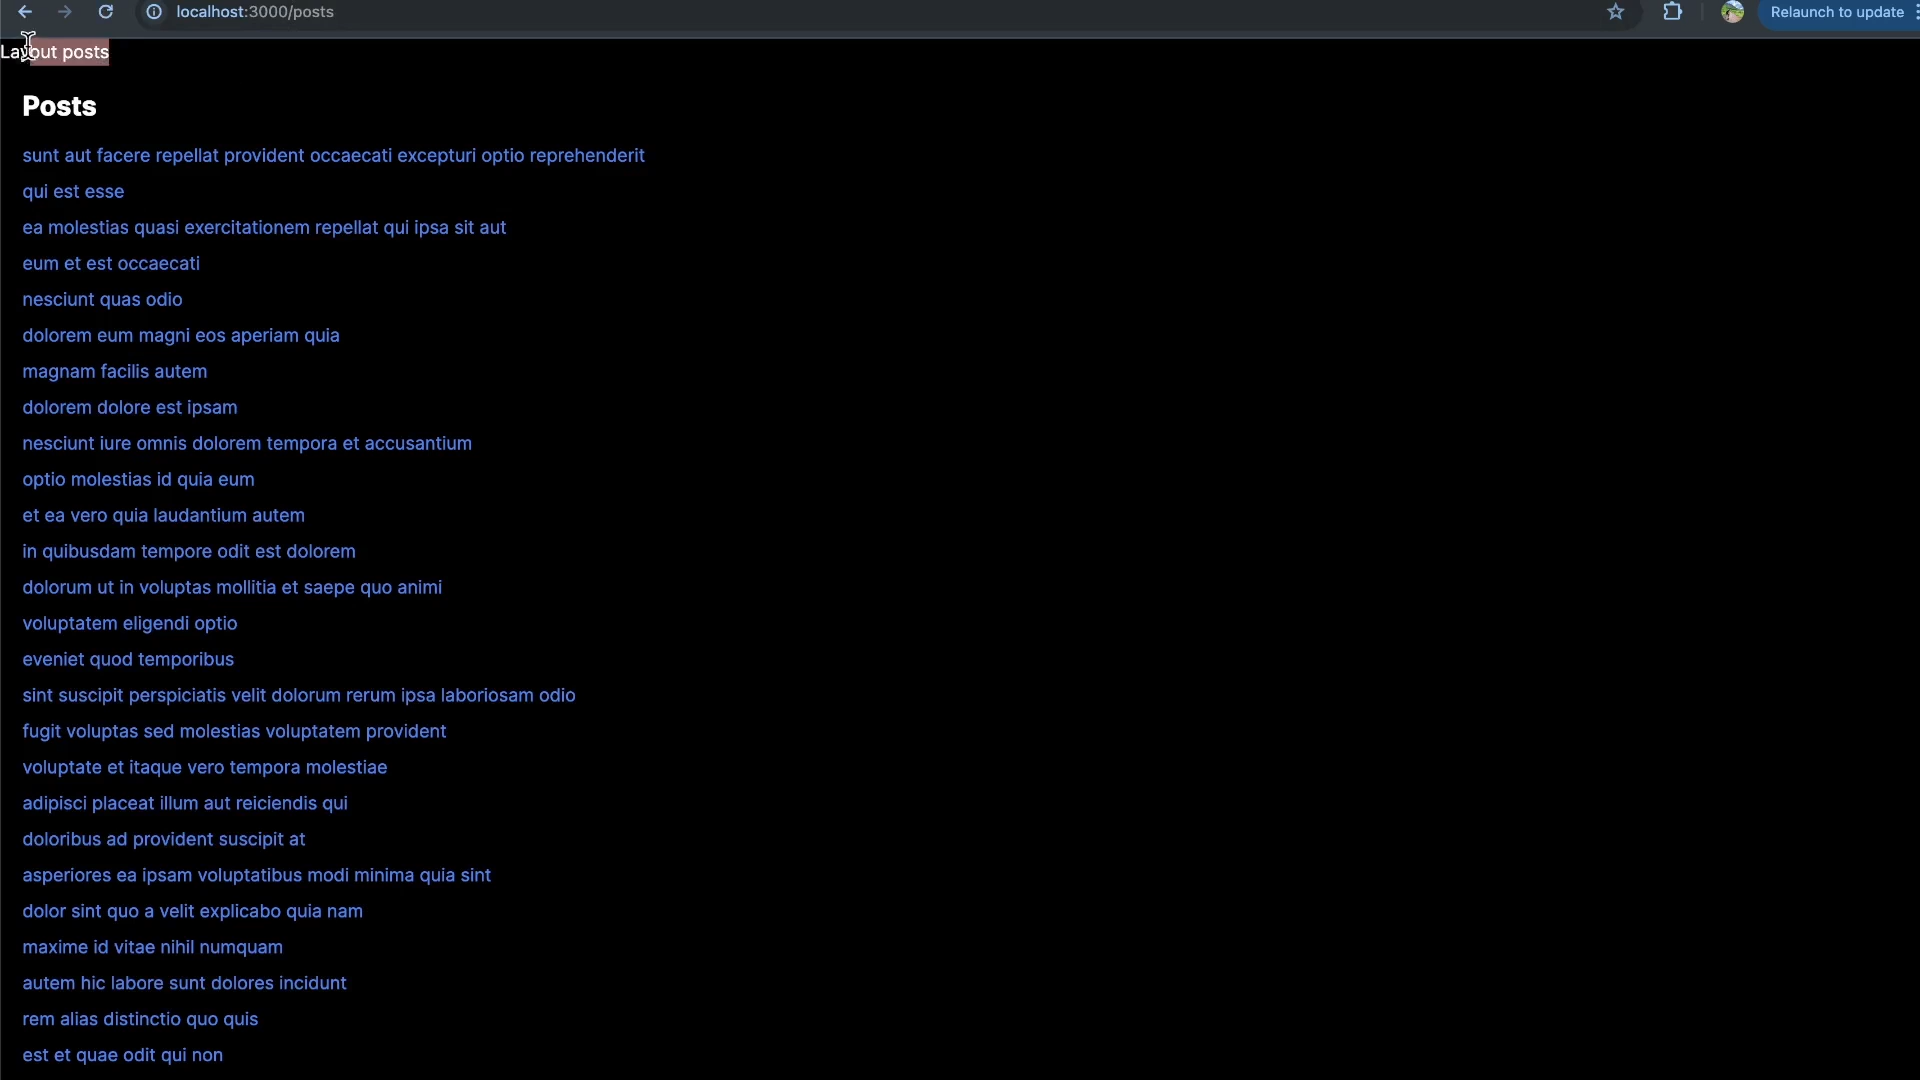 localhost:3000/posts
Relaunch to update
Layout posts
Posts
sunt aut facere repellat provident occaecati excepturi optio reprehenderit
qui est esse
ea molestias quasi exercitationem repellat qui ipsa sit aut
eum et est occaecati
nesciunt quas odio
dolorem eum magni eos aperiam quia
magnam facilis autem
dolorem dolore est ipsam
nesciunt iure omnis dolorem tempora et accusantium
optio molestias id quia eum
et ea vero quia laudantium autem
in quibusdam tempore odit est dolorem
dolorum ut in voluptas mollitia et saepe quo animi
voluptatem eligendi optio
eveniet quod temporibus
sint suscipit perspiciatis velit dolorum rerum ipsa laboriosam odio
fugit voluptas sed molestias voluptatem provident
voluptate et itaque vero tempora molestiae
adipisci placeat illum aut reiciendis qui
doloribus ad provident suscipit at
asperiores ea ipsam voluptatibus modi minima quia sint
dolor sint quo a velit explicabo quia nam
maxime id vitae nihil numquam
autem hic labore sunt dolores incidunt
rem alias distinctio quo quis
est et quae odit qui non